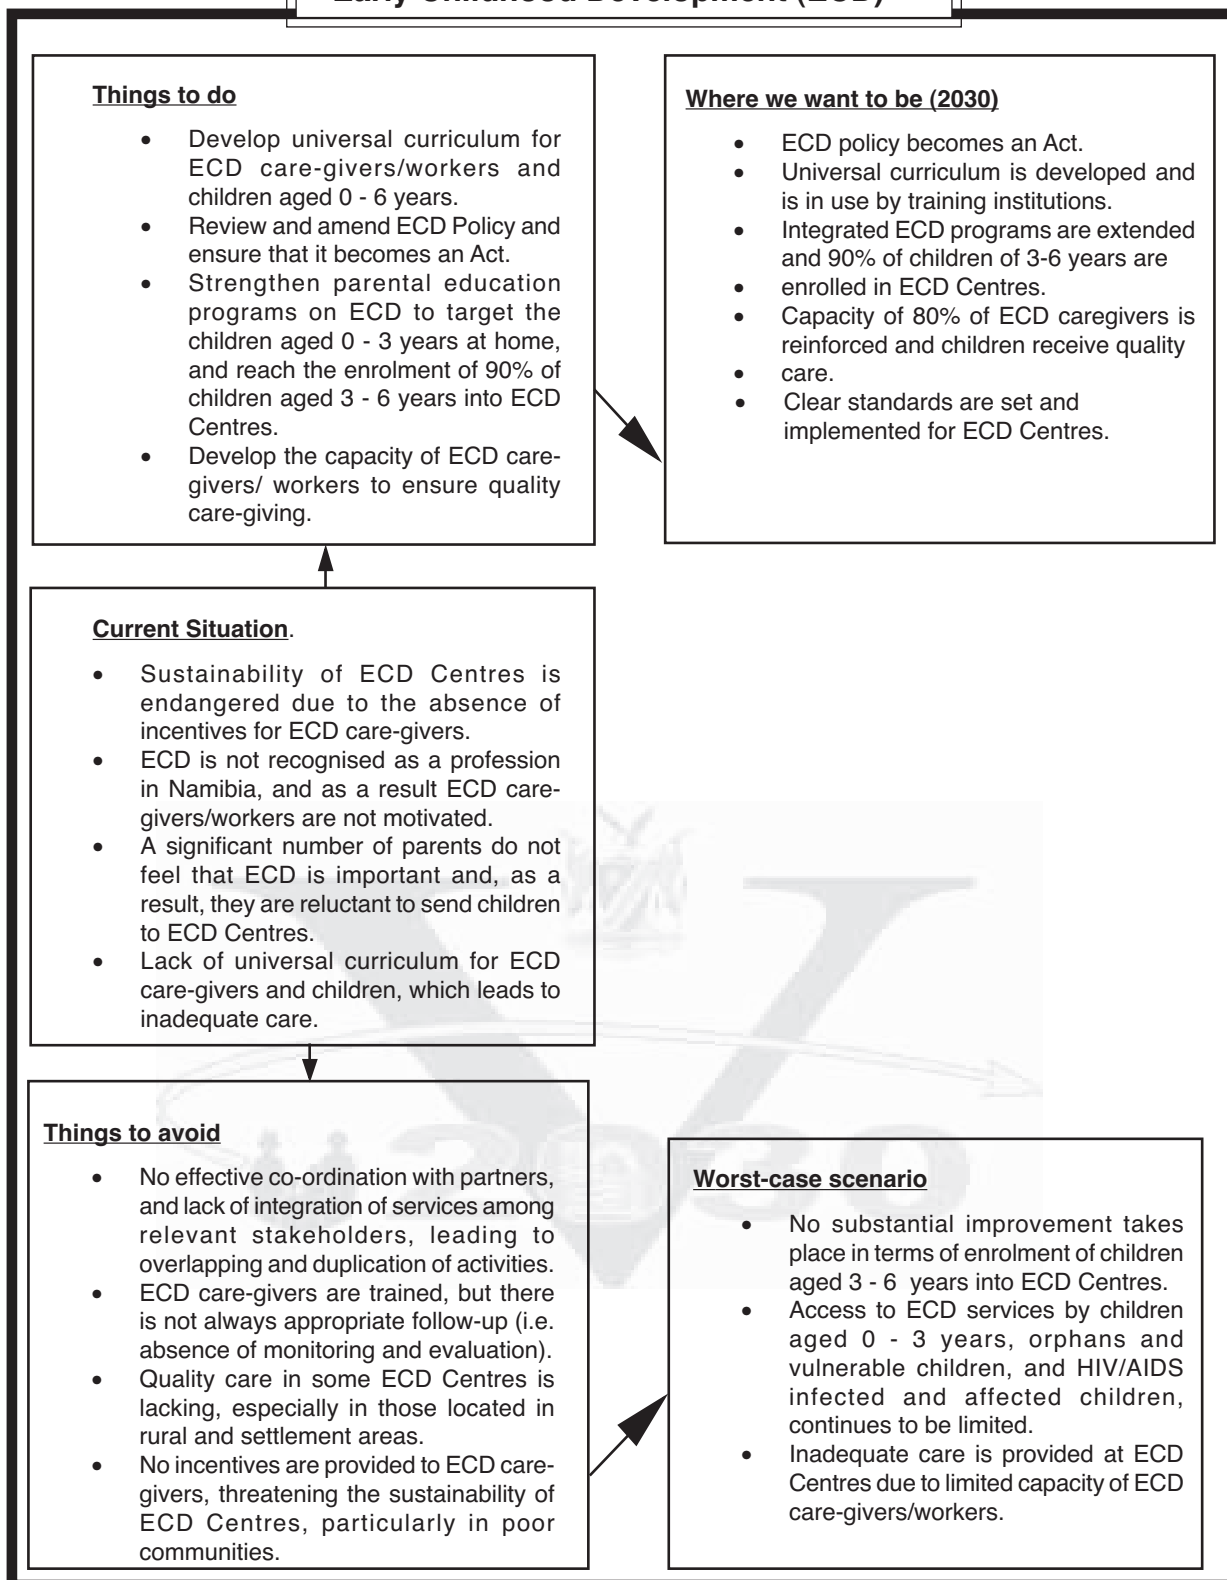 Early Childhood Development (ECD)
Things to do
• Develop universal curriculum for
ECD care-givers/workers and
children aged 0 - 6 years.
• Review and amend ECD Policy and
ensure that it becomes an Act.
• Strengthen parental education
programs on ECD to target the
children aged 0 - 3 years at home,
and reach the enrolment of 90% of
children aged 3 - 6 years into ECD
Centres.
• Develop the capacity of ECD care-
givers/ workers to ensure quality
care-giving.
Where we want to be (2030)
• ECD policy becomes an Act.
• Universal curriculum is developed and
is in use by training institutions.
• Integrated ECD programs are extended
and 90% of children of 3-6 years are
• enrolled in ECD Centres.
• Capacity of 80% of ECD caregivers is
reinforced and children receive quality
• care.
• Clear standards are set and
implemented for ECD Centres.
Current Situation.
• Sustainability of ECD Centres is
endangered due to the absence of
incentives for ECD care-givers.
• ECD is not recognised as a profession
in Namibia, and as a result ECD care-
givers/workers are not motivated.
• A significant number of parents do not
feel that ECD is important and, as a
result, they are reluctant to send children
to ECD Centres.
• Lack of universal curriculum for ECD
care-givers and children, which leads to
inadequate care.
Things to avoid
• No effective co-ordination with partners,
and lack of integration of services among
relevant stakeholders, leading to
overlapping and duplication of activities.
• ECD care-givers are trained, but there
is not always appropriate follow-up (i.e.
absence of monitoring and evaluation).
• Quality care in some ECD Centres is
lacking, especially in those located in
rural and settlement areas.
• No incentives are provided to ECD care-
givers, threatening the sustainability of
ECD Centres, particularly in poor
communities.
Worst-case scenario
• No substantial improvement takes
place in terms of enrolment of children
aged 3 - 6 years into ECD Centres.
• Access to ECD services by children
aged 0 - 3 years, orphans and
vulnerable children, and HIV/AIDS
infected and affected children,
continues to be limited.
• Inadequate care is provided at ECD
Centres due to limited capacity of ECD
care-givers/workers.
V
2030